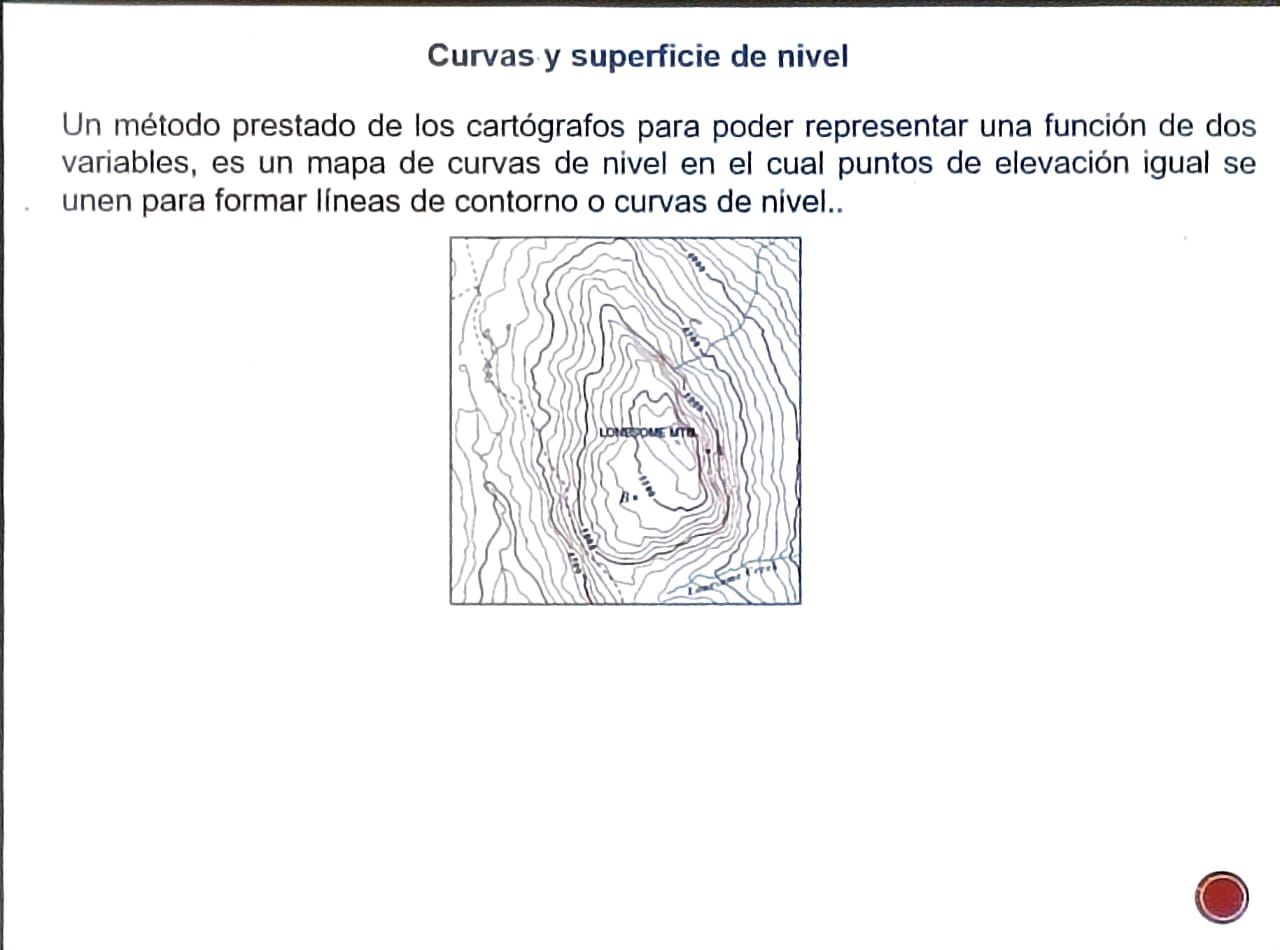 Curvas y superficie de nivel
Un método prestado de los cartógrafos para poder representar una función de dos
variables, es un mapa de curvas de nivel en el cual puntos de elevación igual se
unen para formar líneas de contorno o curvas de nivel..
LONESOME MTN.
B.
Lonesome Creek